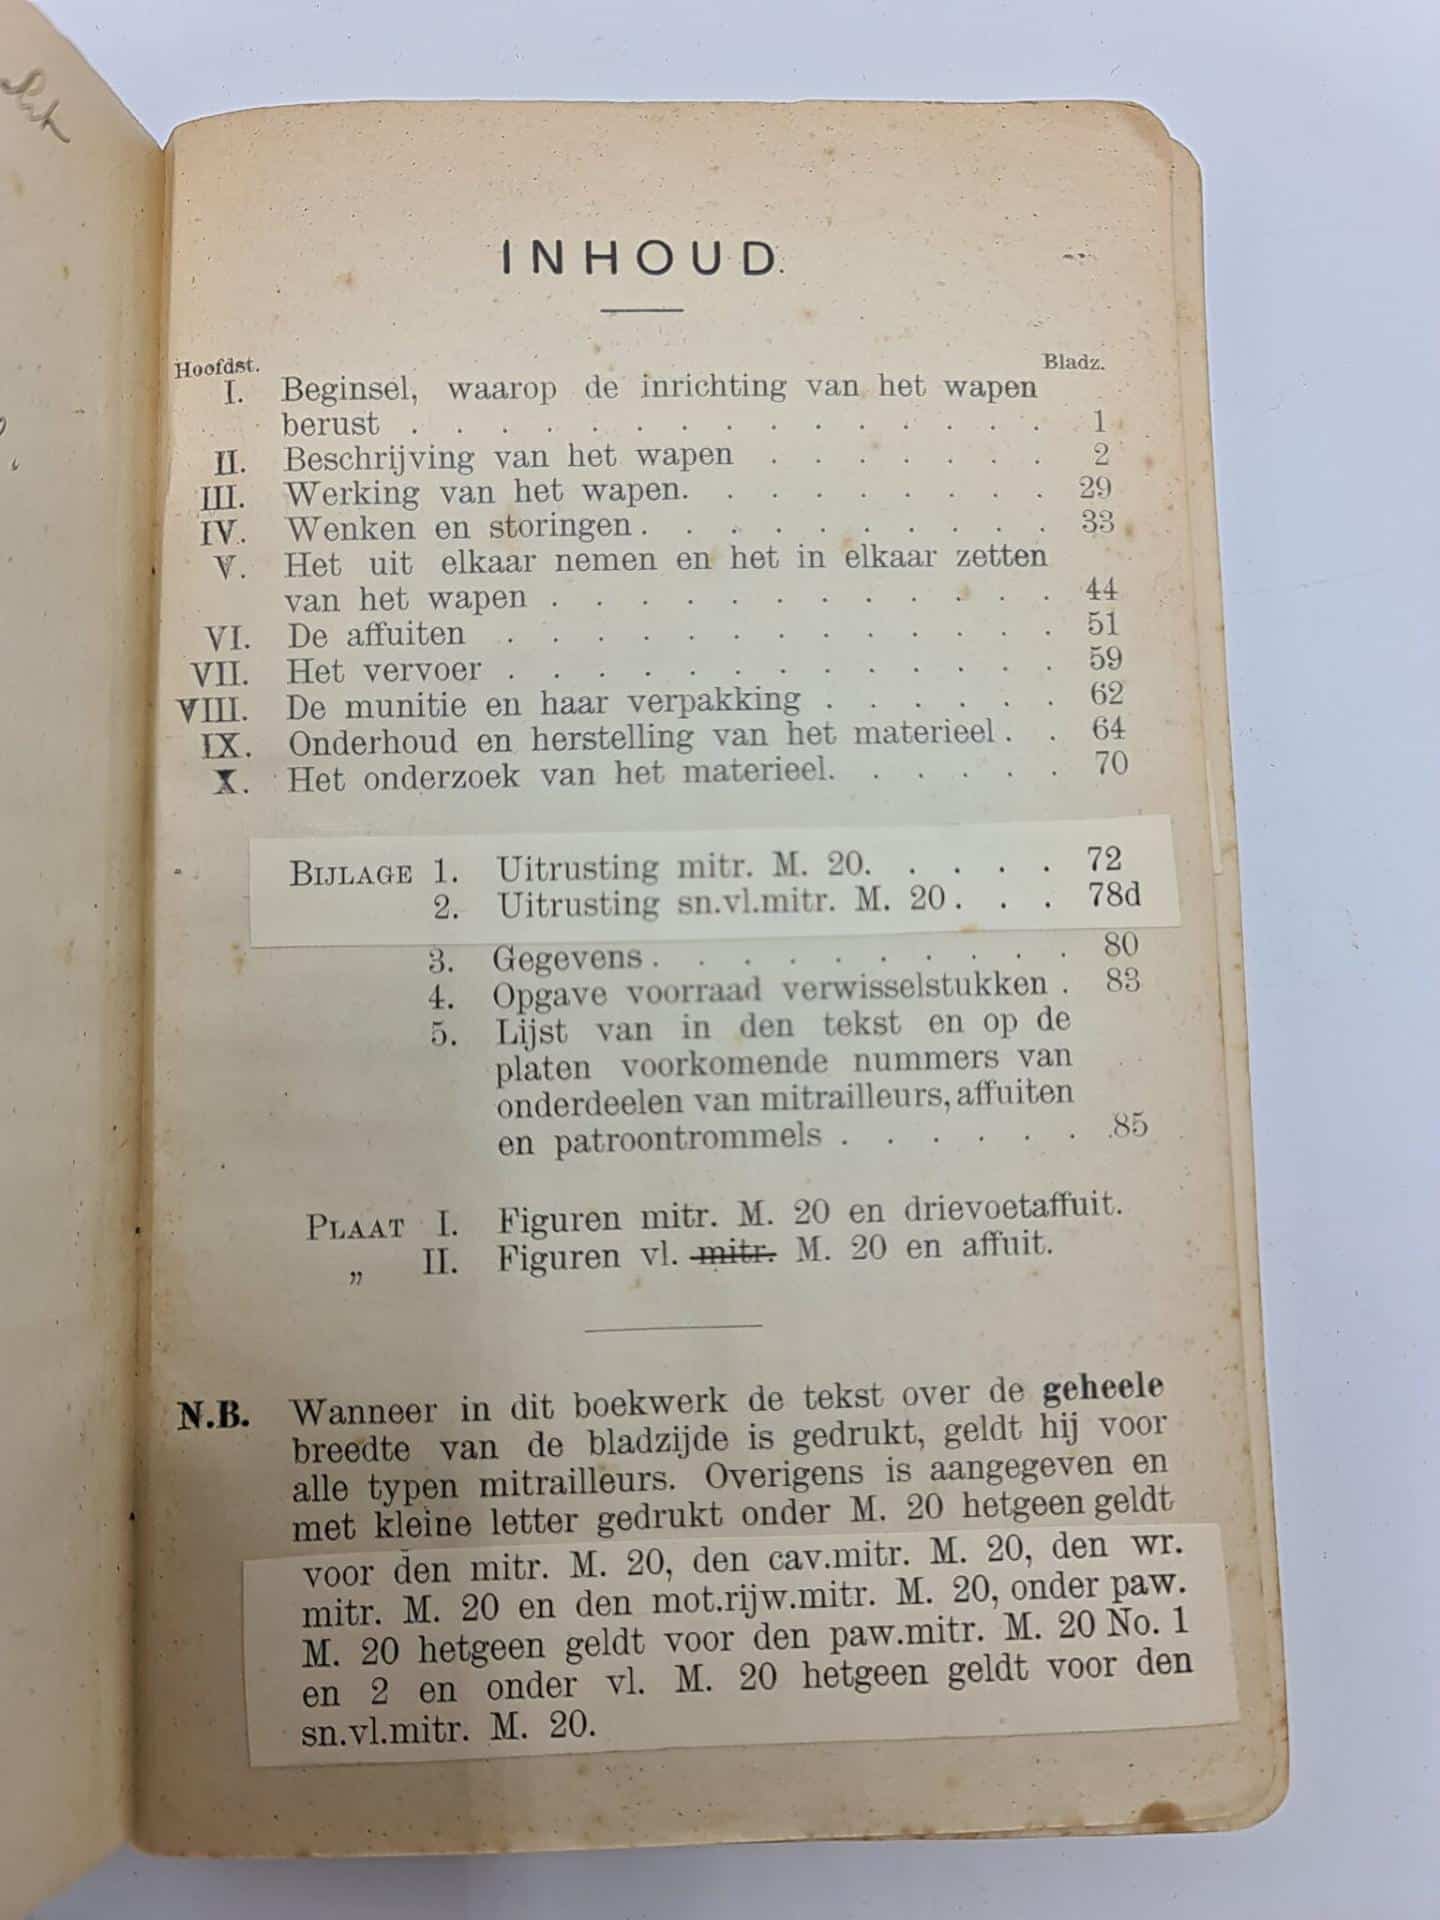 INHOUD.
Hoofdst. Bladz.
I. Beginsel, waarop de inrichting van het wapen
berust . . . . . . . . . . . . . . 1
II. Beschrijving van het wapen . . . . . . . 2
III. Werking van het wapen. . . . . . . . . 29
IV. Wenken en storingen . . . . . . . . . . 33
V. Het uit elkaar nemen en het in elkaar zetten
van het wapen . . . . . . . . . . . . 44
VI. De affuiten . . . . . . . . . . . . . 51
VII. Het vervoer . . . . . . . . . . . . . 59
VIII. De munitie en haar verpakking . . . . . . 62
IX. Onderhoud en herstelling van het materieel . . 64
X. Het onderzoek van het materieel. . . . . . 70
BIJLAGE 1. Uitrusting mitr. M. 20. . . . . 72
2. Uitrusting sn.vl.mitr. M. 20 . . . 78d
3. Gegevens . . . . . . . . . . 80
4. Opgave voorraad verwisselstukken . 83
5. Lijst van in den tekst en op de
platen voorkomende nummers van
onderdeelen van mitrailleurs, affuiten
en patroontrommels . . . . . . 85
PLAAT I. Figuren mitr. M. 20 en drievoetaffuit.
„ II. Figuren vl. mitr. M. 20 en affuit.
N.B. Wanneer in dit boekwerk de tekst over de geheele
breedte van de bladzijde is gedrukt, geldt hij voor
alle typen mitrailleurs. Overigens is aangegeven en
met kleine letter gedrukt onder M. 20 hetgeen geldt
voor den mitr. M. 20, den cav.mitr. M. 20, den wr.
mitr. M. 20 en den mot.rijw.mitr. M. 20, onder paw.
M. 20 hetgeen geldt voor den paw.mitr. M. 20 No. 1
en 2 en onder vl. M. 20 hetgeen geldt voor den
sn.vl.mitr. M. 20.